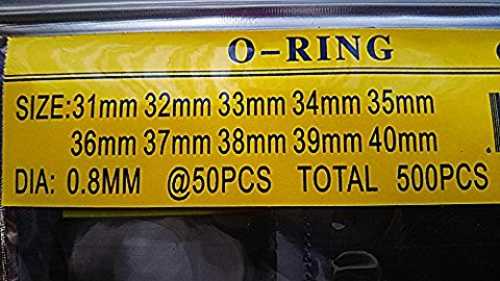 O-RING
SIZE:31mm 32mm 33mm 34mm 35mm
36mm 37mm 38mm 39mm 40mm
DIA: 0.8MM @50PCS TOTAL 500PCS